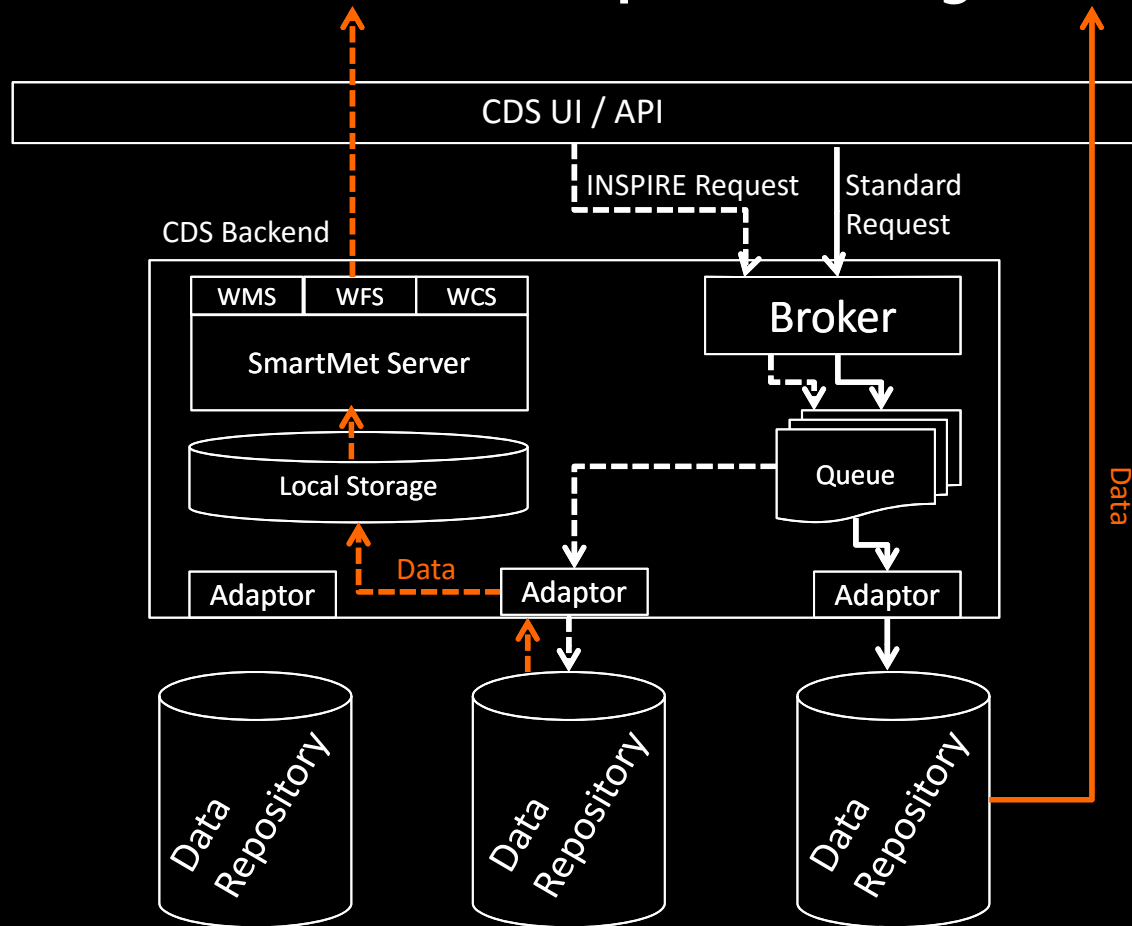 CDS UI / API
INSPIRE Request
Standard
Request
CDS Backend
WMS
WFS
WCS
SmartMet Server
Broker
Local Storage
Queue
Data
Data
Adaptor
Adaptor
Adaptor
Data
Repository
Data
Repository
Data
Repository